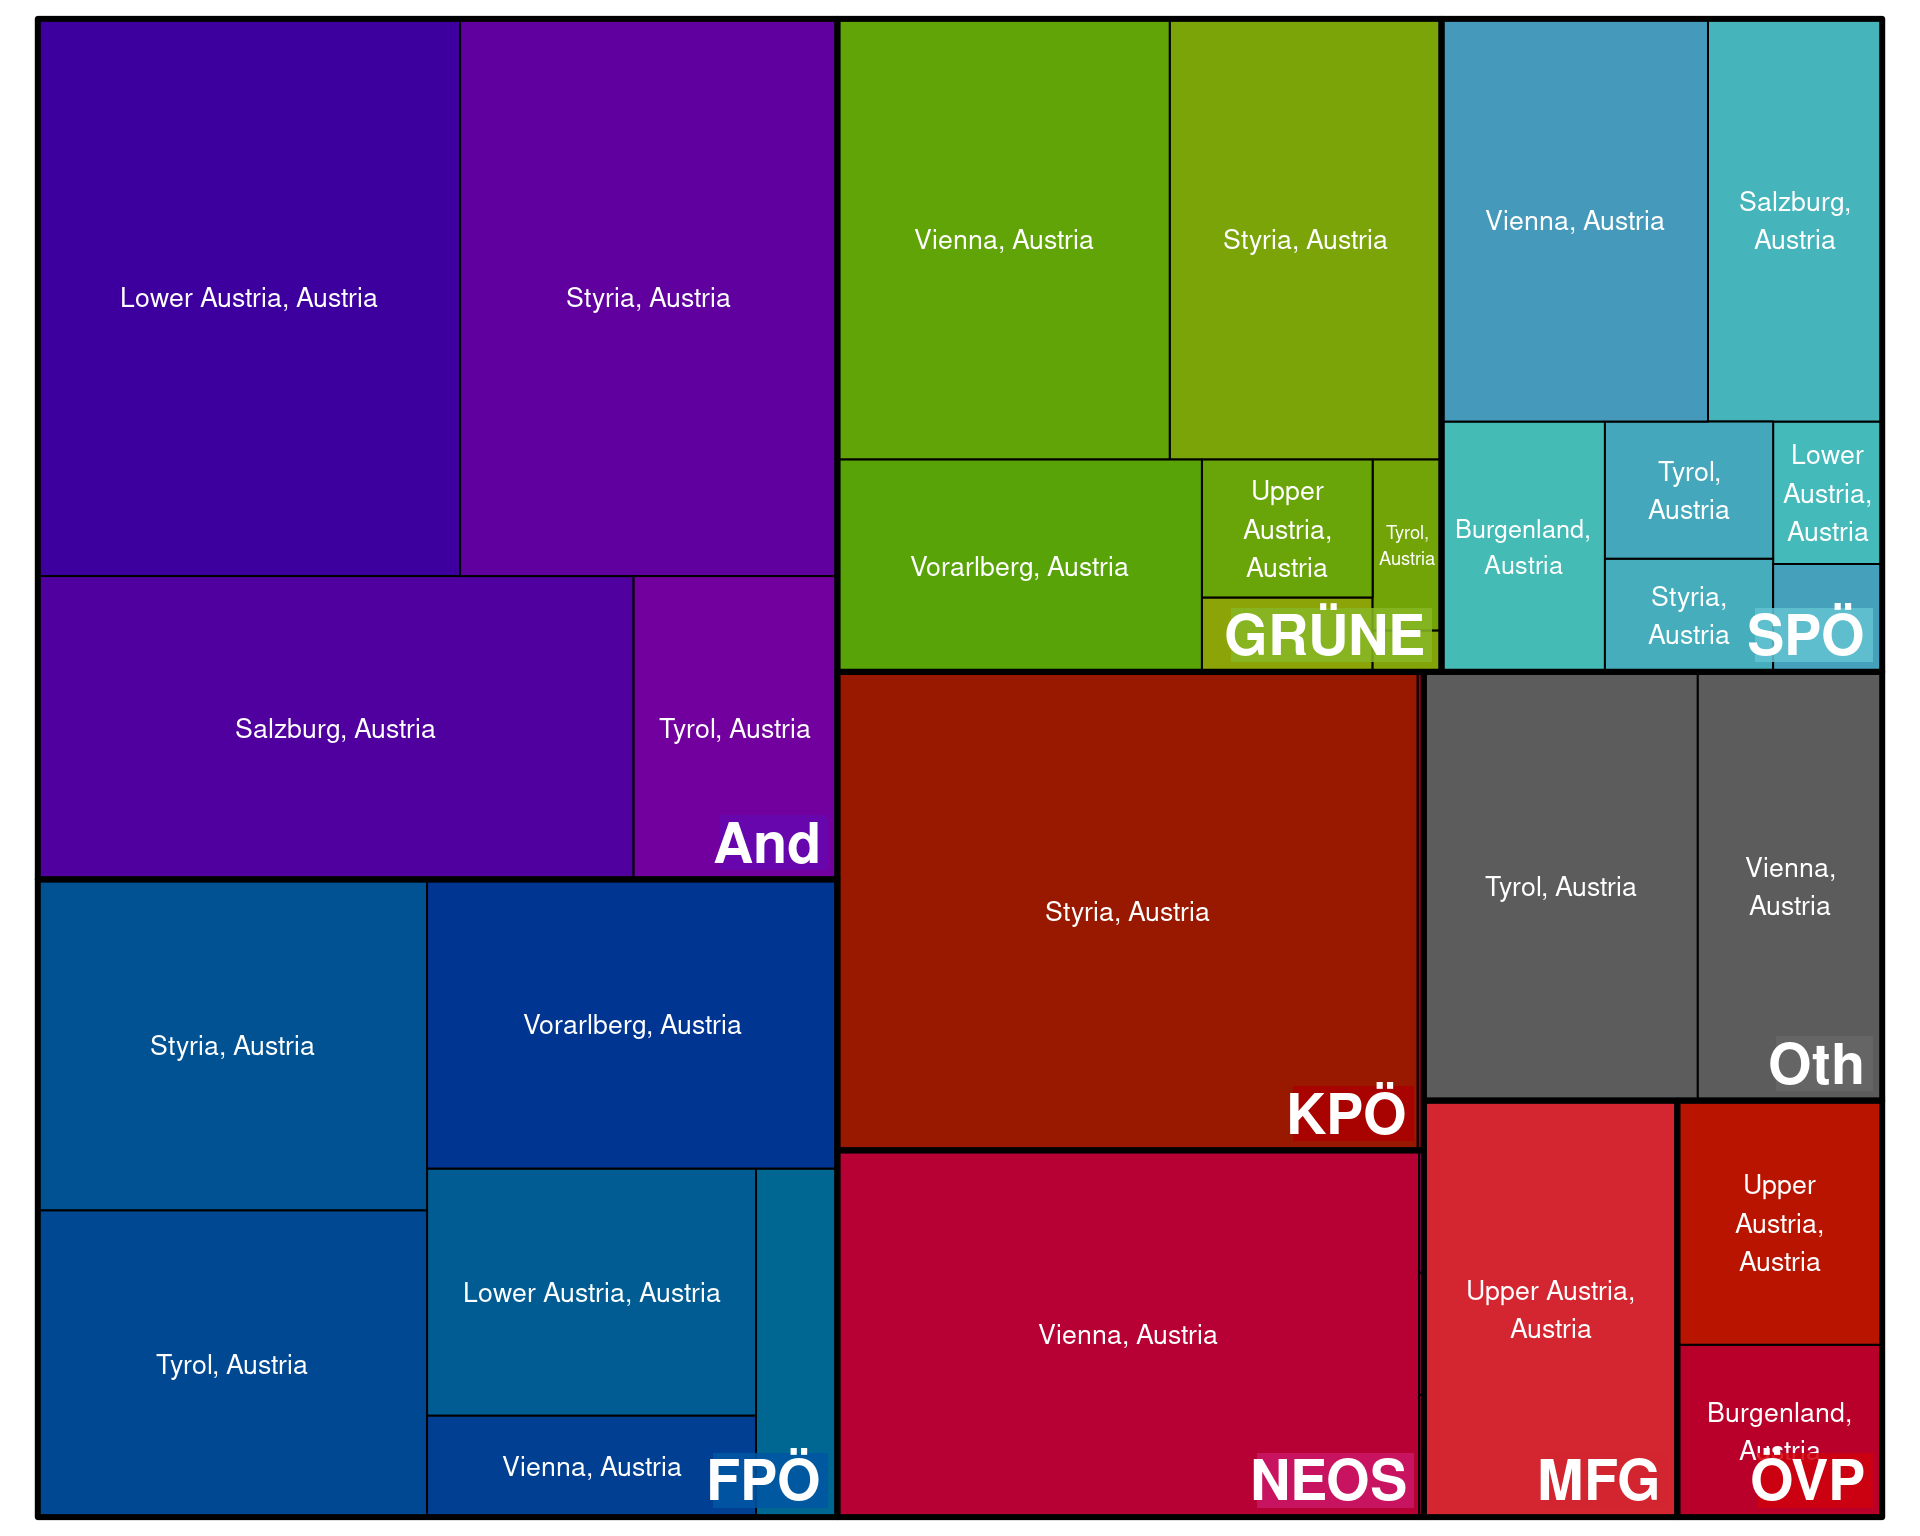 Lower Austria, Austria
Styria, Austria
Salzburg, Austria
Tyrol, Austria
And
Styria, Austria
Vorarlberg, Austria
Tyrol, Austria
Lower Austria, Austria
Vienna, Austria
FPÖ
Vienna, Austria
Styria, Austria
Vorarlberg, Austria
Upper
Austria,
Austria
Tyrol,
Austria
GRÜNE
Vienna, Austria
Salzburg,
Austria
Burgenland,
Austria
Tyrol,
Austria
Lower
Austria,
Austria
Styria,
Austria
SPÖ
Styria, Austria
KPÖ
Tyrol, Austria
Vienna,
Austria
Oth
Vienna, Austria
NEOS
Upper Austria,
Austria
MFG
Upper
Austria,
Austria
Burgenland,
Austria
ÖVP